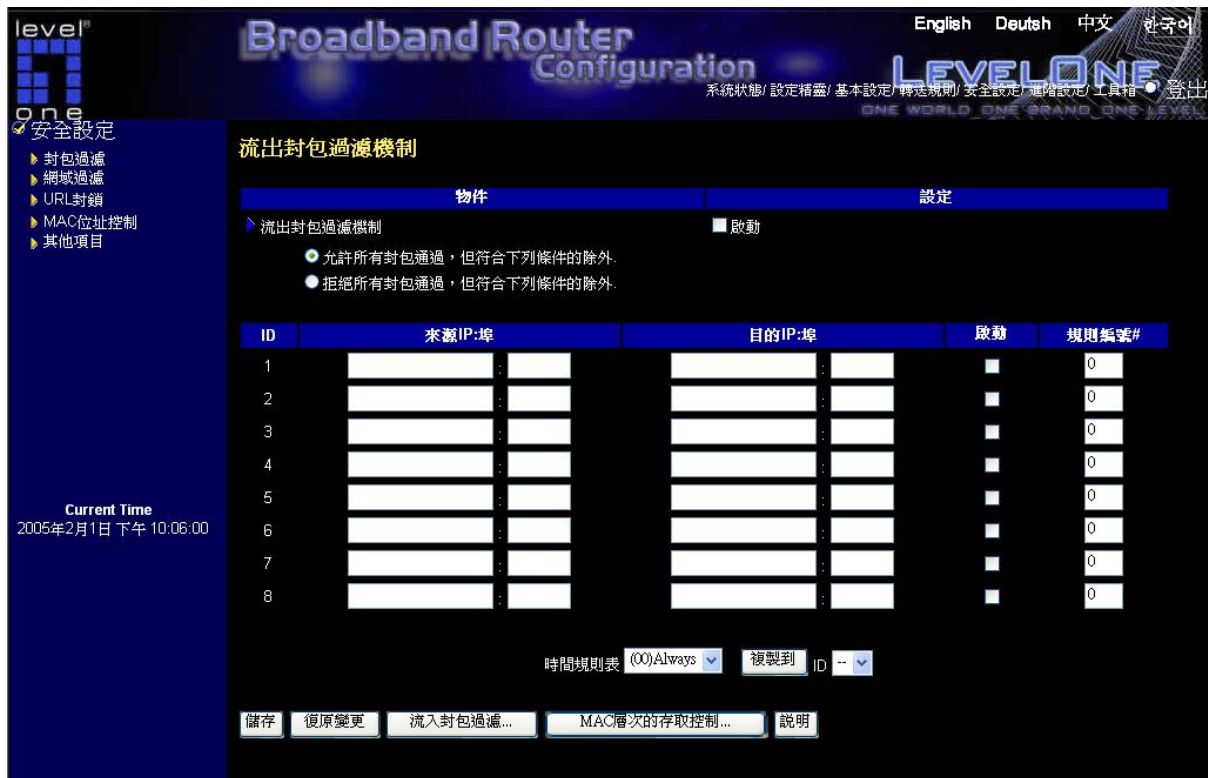 level®
one
Broadband Router
Configuration
English Deutsh 中文 한국어
LEVELONE
系統狀態/ 設定精靈/ 基本設定/ 轉送規則/ 安全設定/ 進階設定/ 工具箱 登出
ONE WORLD_ONE BRAND_ONE LEVEL
安全設定
封包過濾
網域過濾
URL封鎖
MAC位址控制
其他項目
Current Time
2005年2月1日 下午 10:06:00
流出封包過濾機制
物件 設定
流出封包過濾機制 啟動
允許所有封包通過,但符合下列條件的除外.
拒絕所有封包通過,但符合下列條件的除外.
ID 來源IP:埠 目的IP:埠 啟動 規則編號#
1 : : 0
2 : : 0
3 : : 0
4 : : 0
5 : : 0
6 : : 0
7 : : 0
8 : : 0
時間規則表 (00)Always 複製到 ID --
儲存 復原變更 流入封包過濾... MAC層次的存取控制... 說明